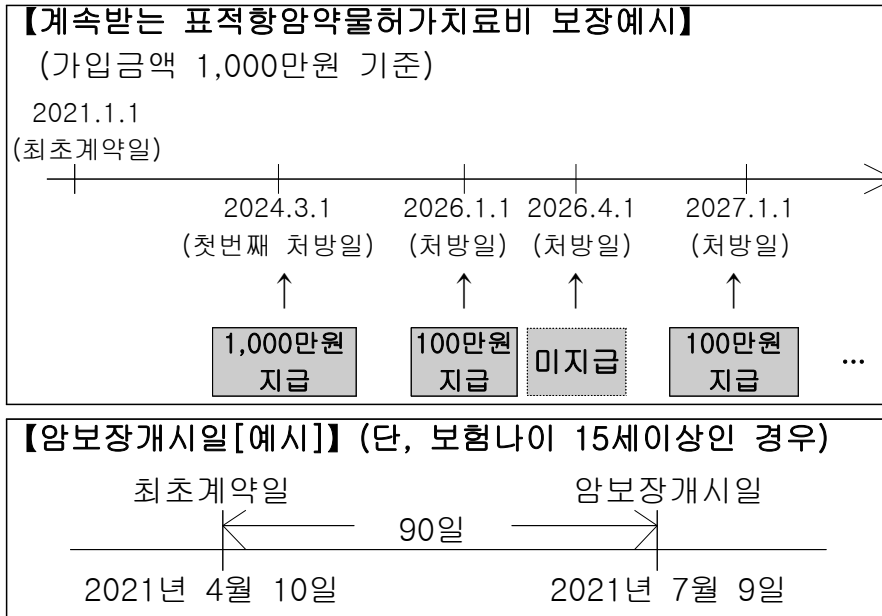 【계속받는 표적항암약물허가치료비 보장예시】
(가입금액 1,000만원 기준)
2021.1.1
(최초계약일)
2024.3.1 2026.1.1 2026.4.1 2027.1.1
(첫번째 처방일) (처방일) (처방일) (처방일)
1,000만원 지급 100만원 지급 미지급 100만원 지급 ...
【암보장개시일[예시]】(단, 보험나이 15세이상인 경우)
최초계약일 암보장개시일
90일
2021년 4월 10일 2021년 7월 9일